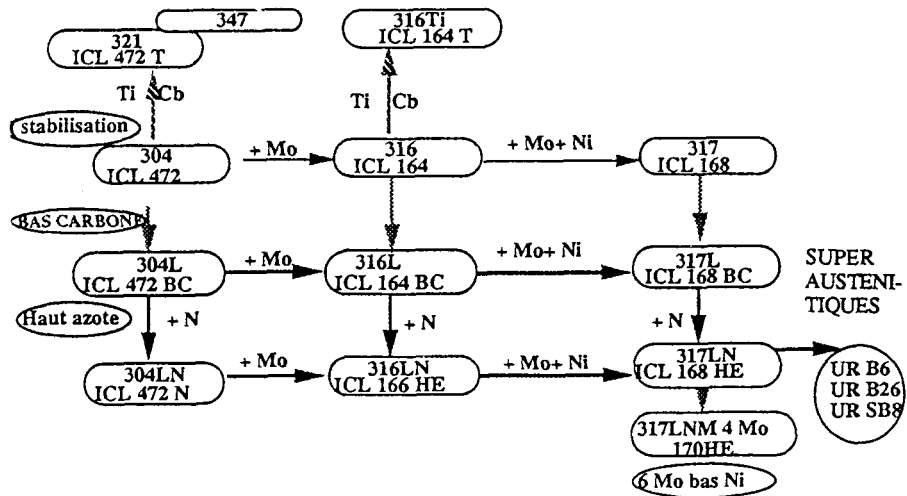 347
321
ICL 472 T
316Ti
ICL 164 T
Ti Cb
Ti Cb
stabilisation
304
ICL 472
+ Mo
316
ICL 164
+ Mo+ Ni
317
ICL 168
BAS CARBONE
304L
ICL 472 BC
+ Mo
316L
ICL 164 BC
+ Mo+ Ni
317L
ICL 168 BC
SUPER
AUSTENI-
TIQUES
Haut azote
+ N
+ N
+ N
304LN
ICL 472 N
+ Mo
316LN
ICL 166 HE
+ Mo+ Ni
317LN
ICL 168 HE
UR B6
UR B26
UR SB8
317LNM 4 Mo
170HE
6 Mo bas Ni